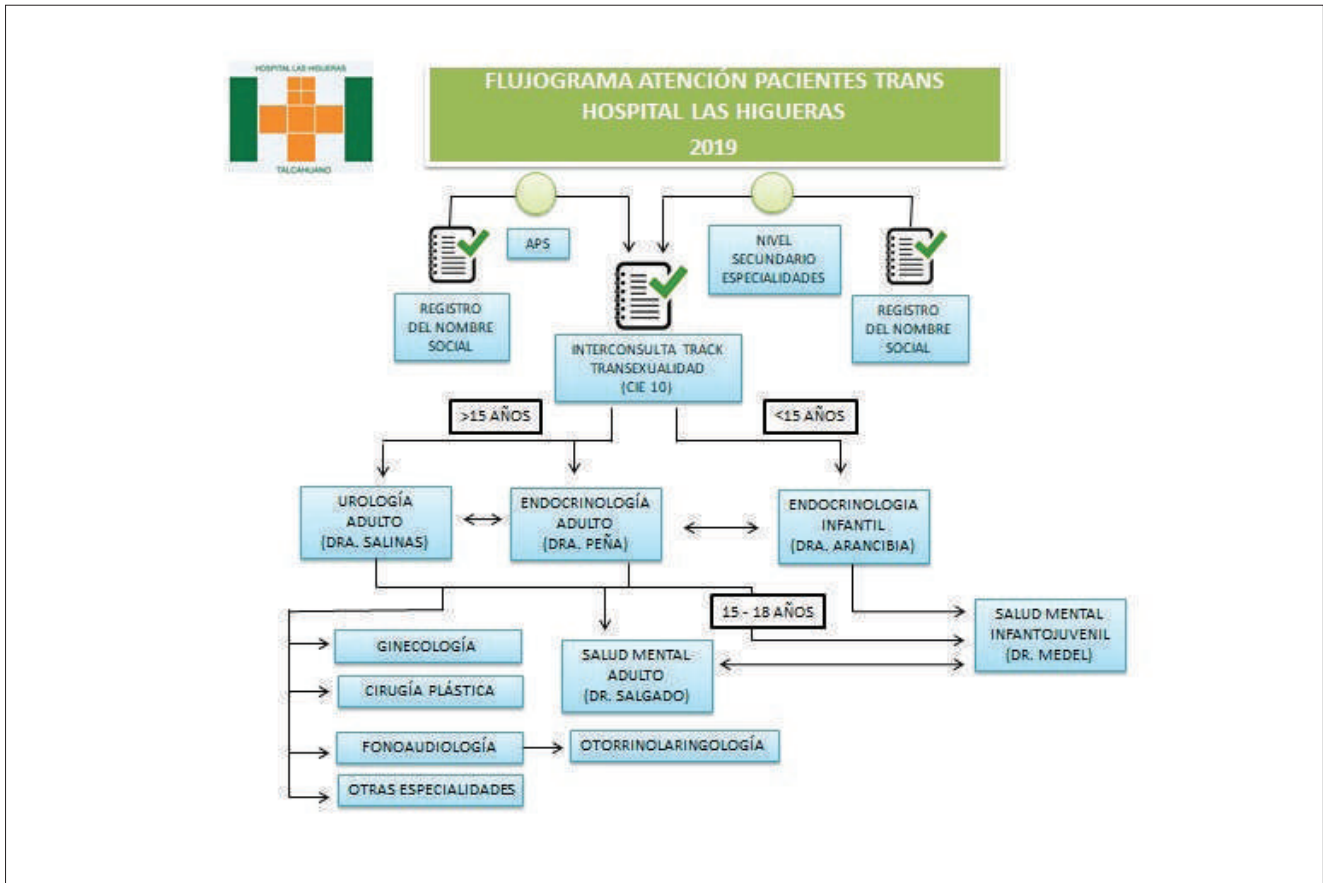 HOSPITAL LAS HIGUERAS
TALCAHUANO
FLUJOGRAMA ATENCIÓN PACIENTES TRANS
HOSPITAL LAS HIGUERAS
2019
APS
NIVEL
SECUNDARIO
ESPECIALIDADES
REGISTRO
DEL NOMBRE
SOCIAL
REGISTRO
DEL NOMBRE
SOCIAL
INTERCONSULTA TRACK
TRANSEXUALIDAD
(CIE 10)
>15 AÑOS
<15 AÑOS
UROLOGÍA
ADULTO
(DRA. SALINAS)
ENDOCRINOLOGÍA
ADULTO
(DRA. PEÑA)
ENDOCRINOLOGIA
INFANTIL
(DRA. ARANCIBIA)
15 - 18 AÑOS
SALUD MENTAL
INFANTOJUVENIL
(DR. MEDEL)
GINECOLOGÍA
SALUD MENTAL
ADULTO
(DR. SALGADO)
CIRUGÍA PLÁSTICA
FONOAUDIOLOGÍA
OTORRINOLARINGOLOGÍA
OTRAS ESPECIALIDADES